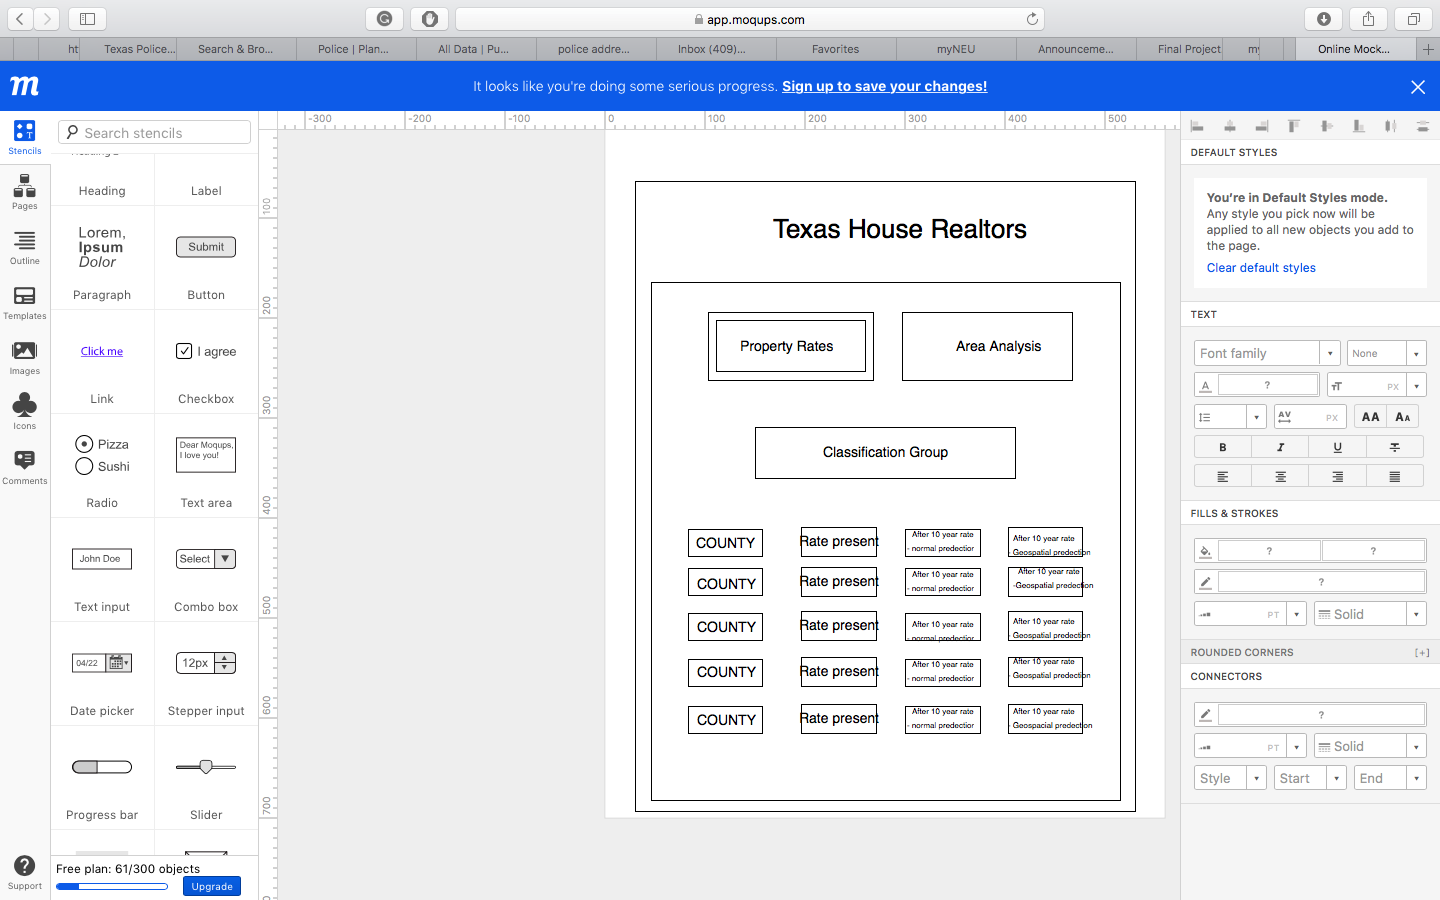 app.moqups.com
ht
Texas Police...
Search & Bro...
Police | Plan...
All Data | Pu...
police addre...
Inbox (409)...
Favorites
myNEU
Announceme...
Final Project
my
Online Mock...
m
It looks like you're doing some serious progress. Sign up to save your changes!
Stencils
Pages
Outline
Templates
Images
Icons
Comments
Support
Search stencils
Heading
Label
Lorem,
Ipsum
Dolor
Submit
Paragraph
Button
Click me
I agree
Link
Checkbox
Pizza
Sushi
Dear Moqups,
I love you!
Radio
Text area
John Doe
Select
Text input
Combo box
04/22
12px
Date picker
Stepper input
Progress bar
Slider
Free plan: 61/300 objects
Upgrade
-300 -200 -100 0 100 200 300 400 500
100
200
300
400
500
600
700
Texas House Realtors
Property Rates
Area Analysis
Classification Group
COUNTY
Rate present
After 10 year rate
- normal predectior
After 10 year rate
- Geospatial predection
COUNTY
Rate present
After 10 year rate
- normal predectior
After 10 year rate
-Geospatial predection
COUNTY
Rate present
After 10 year rate
- normal predectior
After 10 year rate
- Geospatial predection
COUNTY
Rate present
After 10 year rate
- normal predectior
After 10 year rate
- Geospatial predection
COUNTY
Rate present
After 10 year rate
- normal predectior
After 10 year rate
- Geospacial predection
DEFAULT STYLES
You're in Default Styles mode.
Any style you pick now will be
applied to all new objects you add to
the page.
Clear default styles
TEXT
Font family
None
A ?
TT PX
AV PX
AA AA
B I U T
FILLS & STROKES
? ?
?
PT
Solid
ROUNDED CORNERS [+]
CONNECTORS
?
PT
Solid
Style
Start
End